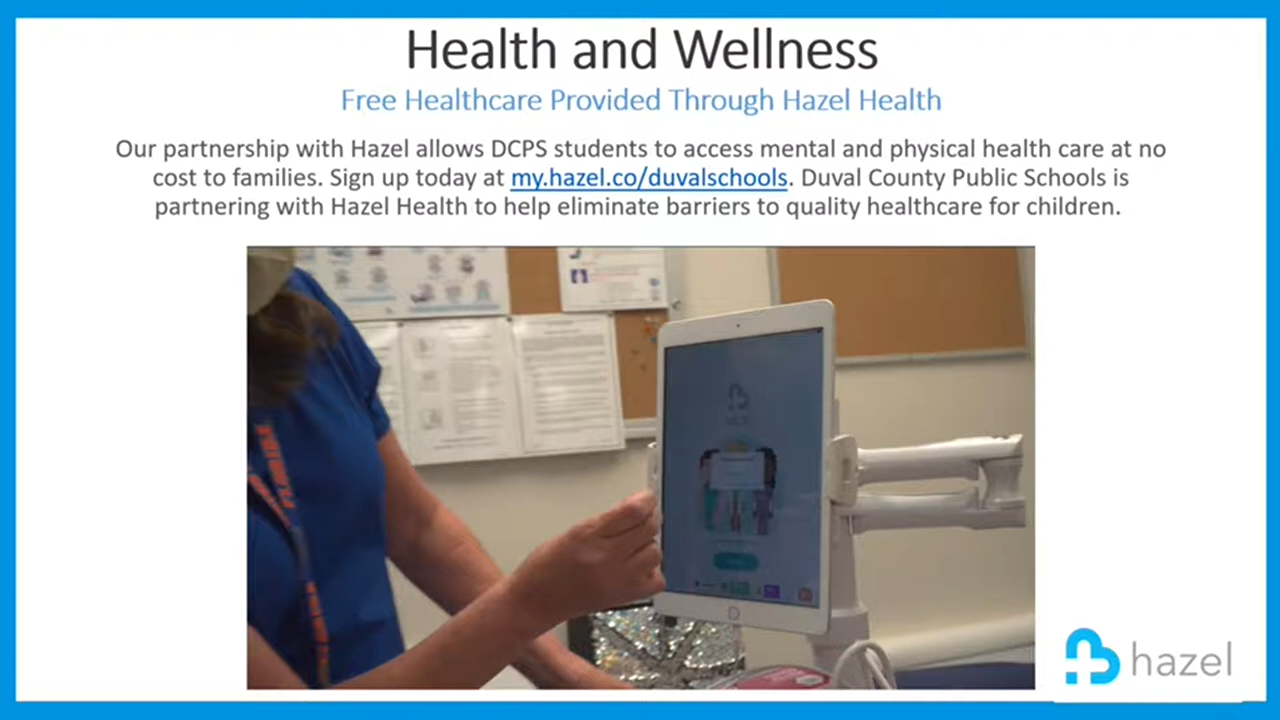 Health and Wellness
Free Healthcare Provided Through Hazel Health
Our partnership with Hazel allows DCPS students to access mental and physical health care at no
cost to families. Sign up today at my.hazel.co/duvalschools. Duval County Public Schools is
partnering with Hazel Health to help eliminate barriers to quality healthcare for children.
hazel